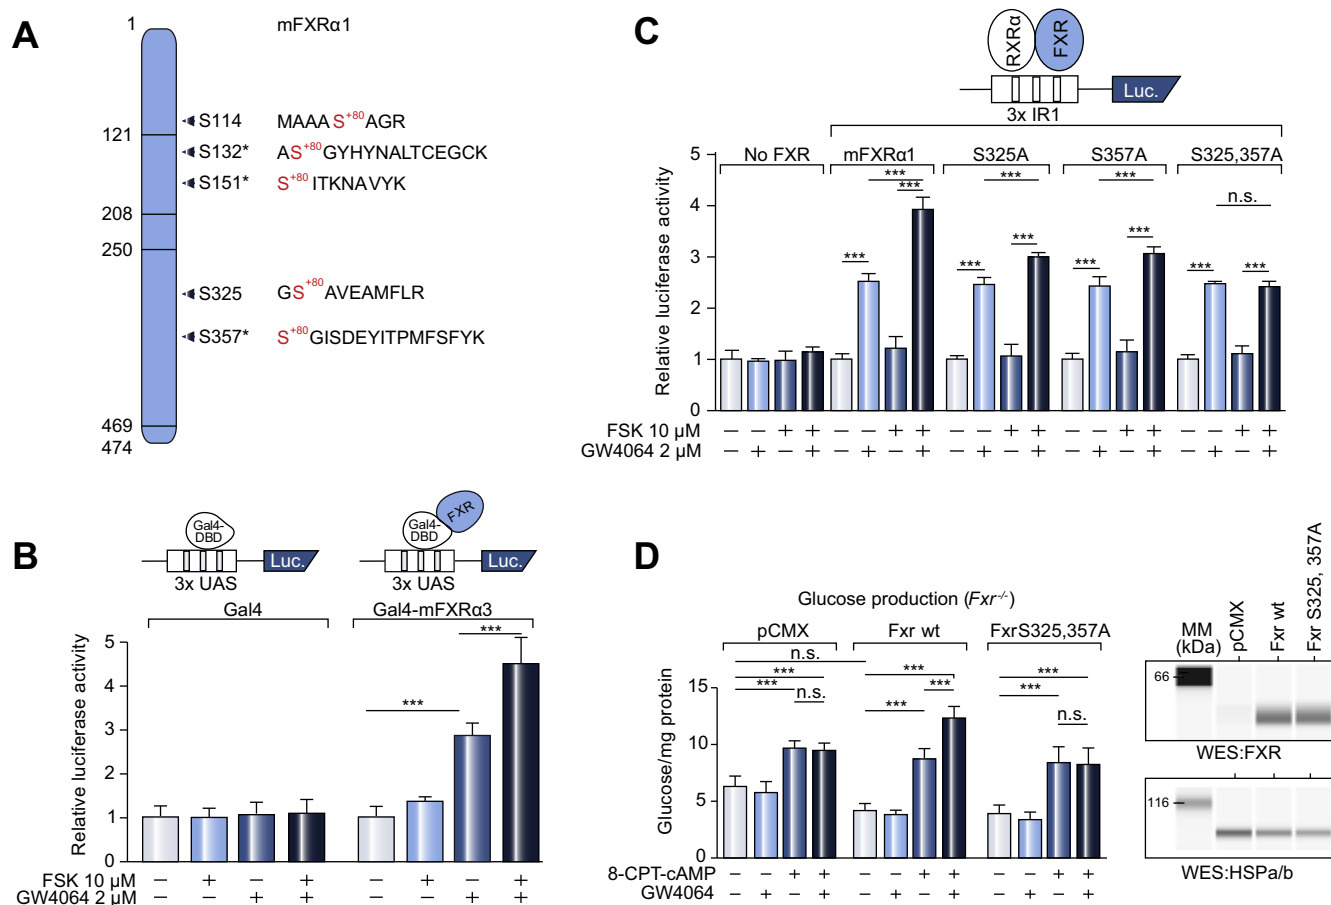 A
1
mFXRα1
S114 MAAAS+80AGR
121
S132* AS+80GYHYNALTCEGCK
S151* S+80ITKNAVYK
208
250
S325 GS+80AVEAMFLR
S357* S+80GISDEYITPMFSFYK
469
474
B
Gal4-
DBD
Luc.
3x UAS
Gal4-
DBD
FXR
Luc.
3x UAS
Gal4
Gal4-mFXRα3
Relative luciferase activity
5
4
3
2
1
0
***
***
FSK 10 µM – + – + – + – +
GW4064 2 µM – – + + – – + +
C
RXRα
FXR
Luc.
3x IR1
No FXR
mFXRα1
S325A
S357A
S325,357A
Relative luciferase activity
5
4
3
2
1
0
*** *** ***
*** *** ***
*** *** ***
n.s.
*** ***
FSK 10 µM – – + + – – + + – – + + – – + + – – + +
GW4064 2 µM – + – + – + – + – + – + – + – + – + – +
D
Glucose production (Fxr-/-)
pCMX
Fxr wt
FxrS325,357A
Glucose/mg protein
15
10
5
0
n.s.
***
***
n.s.
***
***
***
***
***
n.s.
8-CPT-cAMP – – + + – – + + – – + +
GW4064 – + – + – + – + – + – +
MM
(kDa)
pCMX
Fxr wt
Fxr S325, 357A
66
WES:FXR
116
WES:HSPa/b